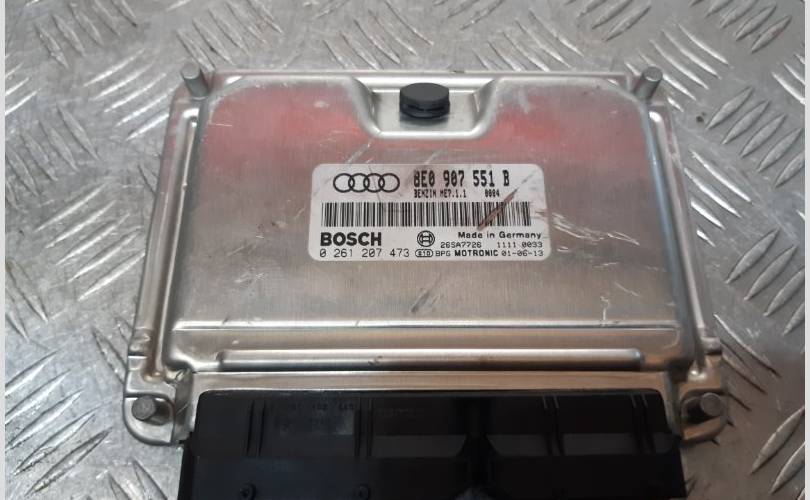 8E0 907 551 B
BENZIN ME7.1.1 0004
BOSCH Made in Germany
26SA7726 1111 0033
0 261 207 473 E1D BPG MOTRONIC 01-06-13